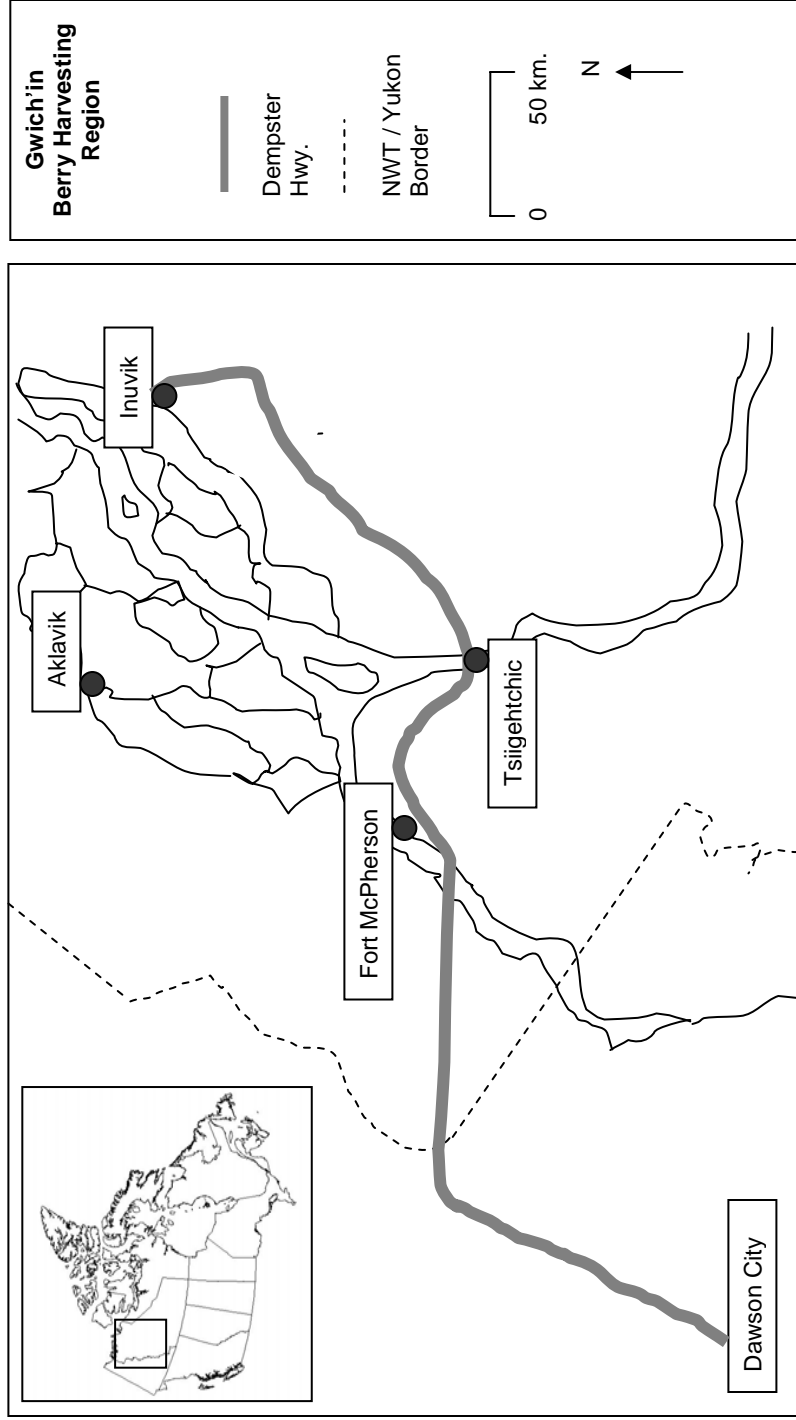 Gwich'in
Berry Harvesting
Region
Dempster
Hwy.
NWT / Yukon
Border
0 50 km.
N
Inuvik
Aklavik
Tsiigehtchic
Fort McPherson
Dawson City